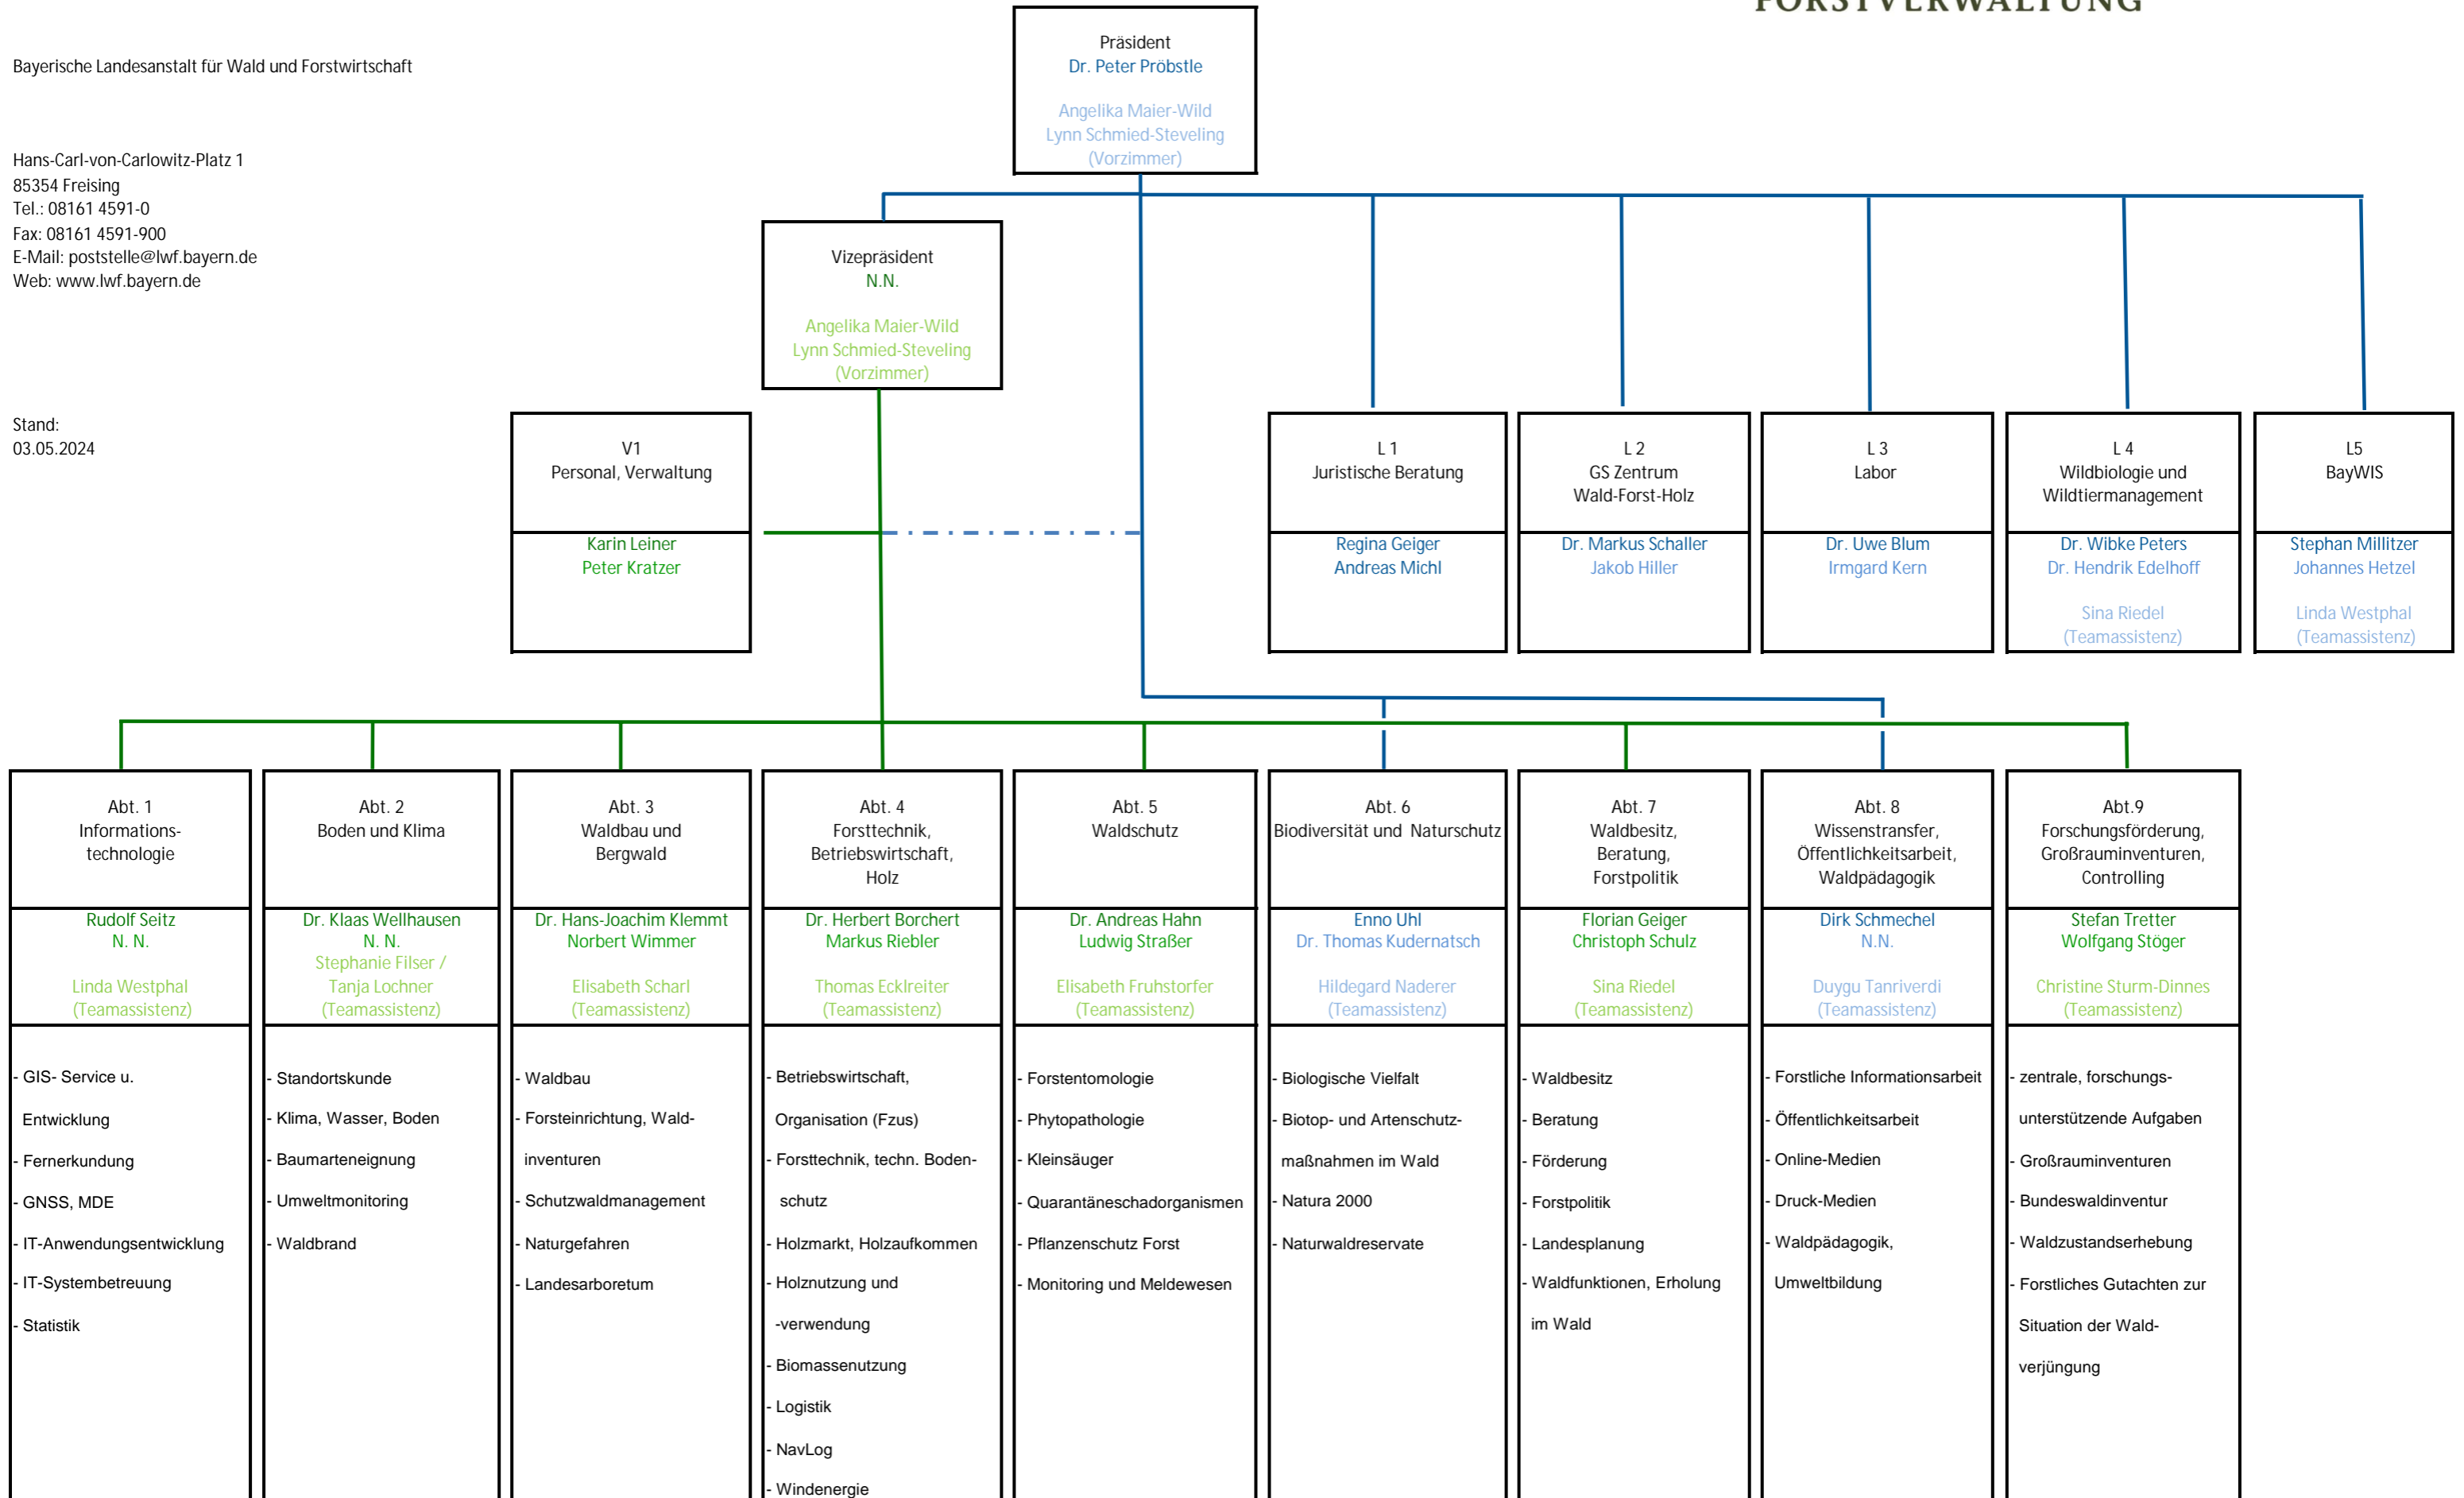 FORSTVERWALTUNG
Bayerische Landesanstalt für Wald und Forstwirtschaft
Hans-Carl-von-Carlowitz-Platz 1
85354 Freising
Tel.: 08161 4591-0
Fax: 08161 4591-900
E-Mail: poststelle@lwf.bayern.de
Web: www.lwf.bayern.de
Stand:
03.05.2024
Präsident
Dr. Peter Pröbstle
Angelika Maier-Wild
Lynn Schmied-Steveling
(Vorzimmer)
Vizepräsident
N.N.
Angelika Maier-Wild
Lynn Schmied-Steveling
(Vorzimmer)
V1
Personal, Verwaltung
Karin Leiner
Peter Kratzer
L 1
Juristische Beratung
Regina Geiger
Andreas Michl
L 2
GS Zentrum
Wald-Forst-Holz
Dr. Markus Schaller
Jakob Hiller
L 3
Labor
Dr. Uwe Blum
Irmgard Kern
L 4
Wildbiologie und
Wildtiermanagement
Dr. Wibke Peters
Dr. Hendrik Edelhoff
Sina Riedel
(Teamassistenz)
L5
BayWIS
Stephan Millitzer
Johannes Hetzel
Linda Westphal
(Teamassistenz)
Abt. 1
Informations-
technologie
Rudolf Seitz
N. N.
Linda Westphal
(Teamassistenz)
- GIS- Service u.
Entwicklung
- Fernerkundung
- GNSS, MDE
- IT-Anwendungsentwicklung
- IT-Systembetreuung
- Statistik
Abt. 2
Boden und Klima
Dr. Klaas Wellhausen
N. N.
Stephanie Filser /
Tanja Lochner
(Teamassistenz)
- Standortskunde
- Klima, Wasser, Boden
- Baumarteneignung
- Umweltmonitoring
- Waldbrand
Abt. 3
Waldbau und
Bergwald
Dr. Hans-Joachim Klemmt
Norbert Wimmer
Elisabeth Scharl
(Teamassistenz)
- Waldbau
- Forsteinrichtung, Wald-
inventuren
- Schutzwaldmanagement
- Naturgefahren
- Landesarboretum
Abt. 4
Forsttechnik,
Betriebswirtschaft,
Holz
Dr. Herbert Borchert
Markus Riebler
Thomas Ecklreiter
(Teamassistenz)
- Betriebswirtschaft,
Organisation (Fzus)
- Forsttechnik, techn. Boden-
schutz
- Holzmarkt, Holzaufkommen
- Holznutzung und
-verwendung
- Biomassenutzung
- Logistik
- NavLog
- Windenergie
Abt. 5
Waldschutz
Dr. Andreas Hahn
Ludwig Straßer
Elisabeth Fruhstorfer
(Teamassistenz)
- Forstentomologie
- Phytopathologie
- Kleinsäuger
- Quarantäneschadorganismen
- Pflanzenschutz Forst
- Monitoring und Meldewesen
Abt. 6
Biodiversität und Naturschutz
Enno Uhl
Dr. Thomas Kudernatsch
Hildegard Naderer
(Teamassistenz)
- Biologische Vielfalt
- Biotop- und Artenschutz-
maßnahmen im Wald
- Natura 2000
- Naturwaldreservate
Abt. 7
Waldbesitz,
Beratung,
Forstpolitik
Florian Geiger
Christoph Schulz
Sina Riedel
(Teamassistenz)
- Waldbesitz
- Beratung
- Förderung
- Forstpolitik
- Landesplanung
- Waldfunktionen, Erholung
im Wald
Abt. 8
Wissenstransfer,
Öffentlichkeitsarbeit,
Waldpädagogik
Dirk Schmechel
N.N.
Duygu Tanriverdi
(Teamassistenz)
- Forstliche Informationsarbeit
- Öffentlichkeitsarbeit
- Online-Medien
- Druck-Medien
- Waldpädagogik,
Umweltbildung
Abt.9
Forschungsförderung,
Großrauminventuren,
Controlling
Stefan Tretter
Wolfgang Stöger
Christine Sturm-Dinnes
(Teamassistenz)
- zentrale, forschungs-
unterstützende Aufgaben
- Großrauminventuren
- Bundeswaldinventur
- Waldzustandserhebung
- Forstliches Gutachten zur
Situation der Wald-
verjüngung